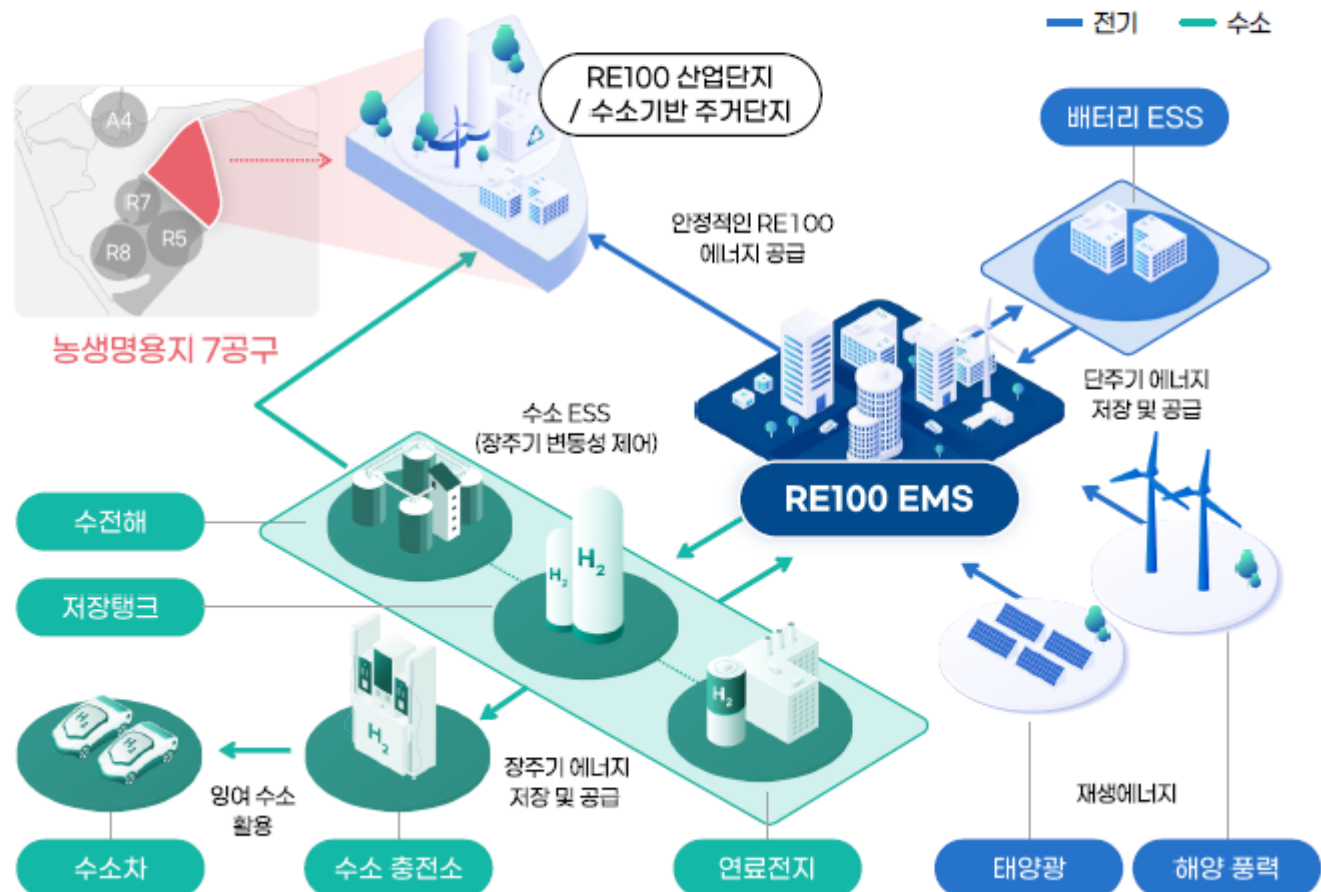 전기
수소
RE100 산업단지
/ 수소기반 주거단지
배터리 ESS
A4
R7
R8
R5
농생명용지 7공구
안정적인 RE100
에너지 공급
단주기 에너지
저장 및 공급
수소 ESS
(장주기 변동성 제어)
RE100 EMS
수전해
저장탱크
H2
H2
H2
H2
H2
H2
장주기 에너지
저장 및 공급
잉여 수소
활용
재생에너지
수소차
수소 충전소
연료전지
태양광
해양 풍력